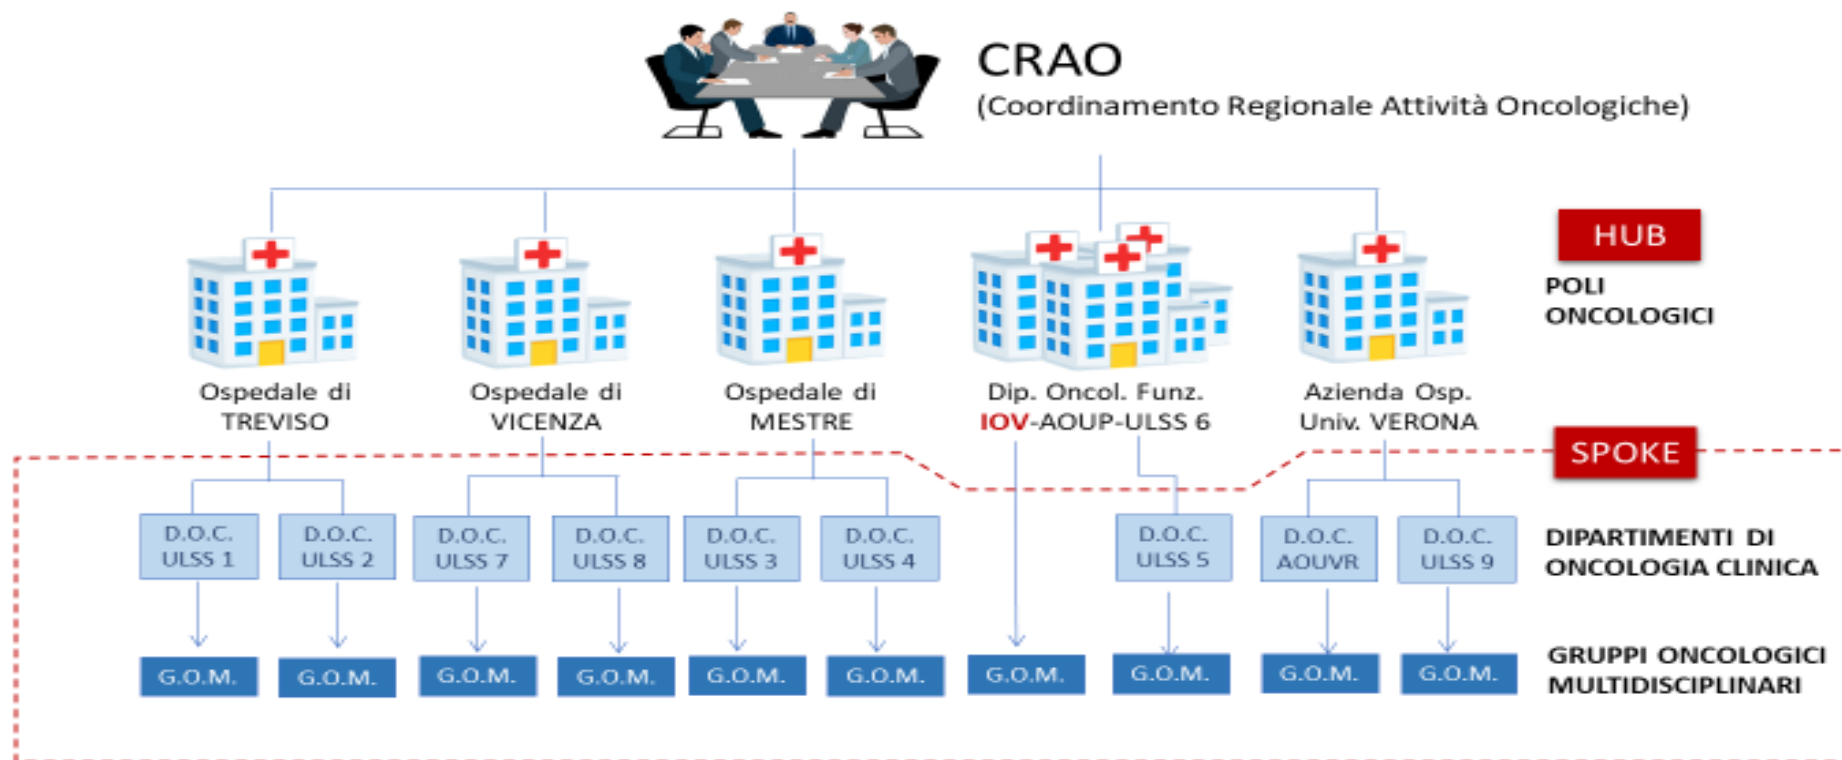 CRAO
(Coordinamento Regionale Attività Oncologiche)
HUB
POLI
ONCOLOGICI
Ospedale di
TREVISO
Ospedale di
VICENZA
Ospedale di
MESTRE
Dip. Oncol. Funz.
IOV-AOUP-ULSS 6
Azienda Osp.
Univ. VERONA
SPOKE
D.O.C.
ULSS 1
D.O.C.
ULSS 2
D.O.C.
ULSS 7
D.O.C.
ULSS 8
D.O.C.
ULSS 3
D.O.C.
ULSS 4
D.O.C.
ULSS 5
D.O.C.
AOUVR
D.O.C.
ULSS 9
DIPARTIMENTI DI
ONCOLOGIA CLINICA
G.O.M.
G.O.M.
G.O.M.
G.O.M.
G.O.M.
G.O.M.
G.O.M.
G.O.M.
G.O.M.
G.O.M.
GRUPPI ONCOLOGICI
MULTIDISCIPLINARI